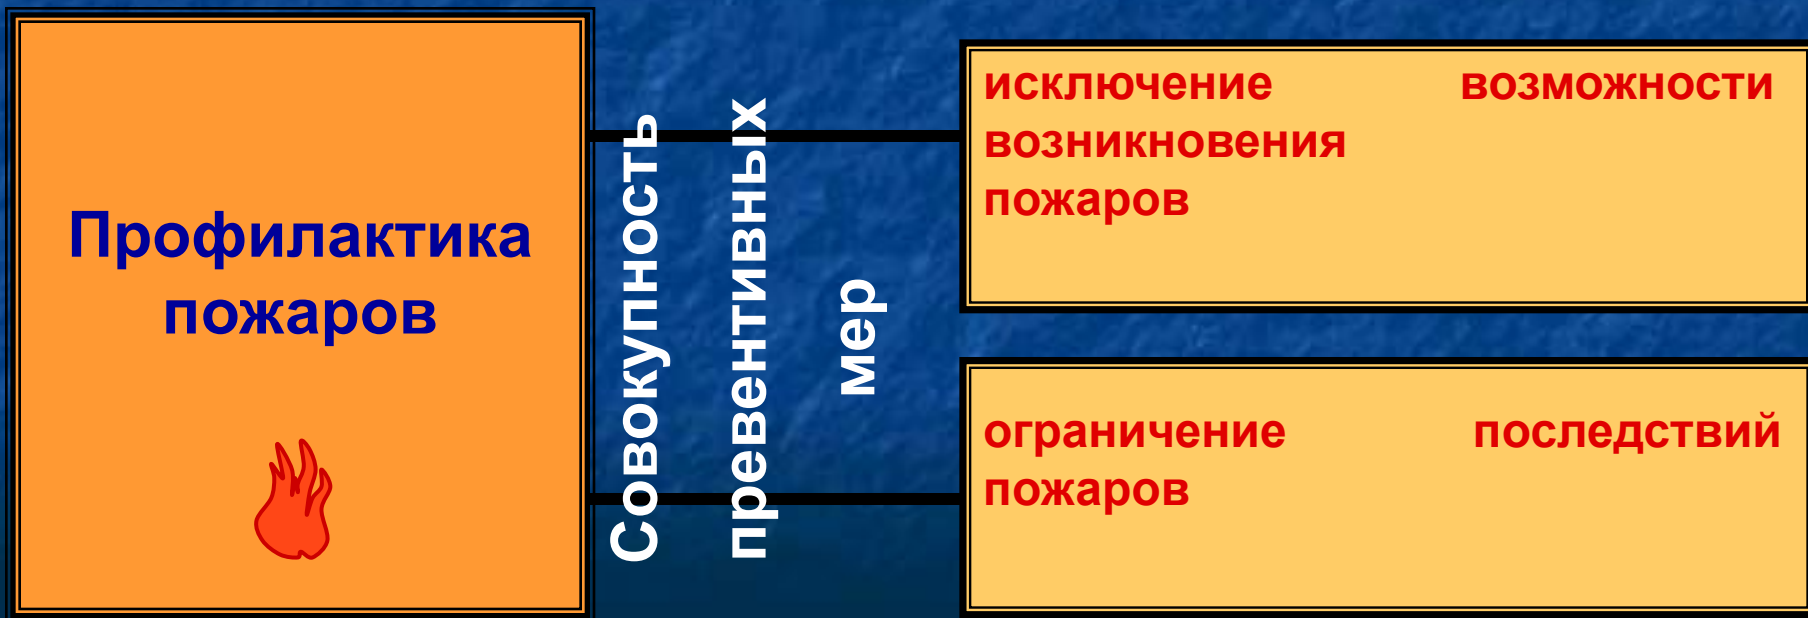 Профилактика
пожаров
Совокупность
превентивных
мер
исключение возможности
возникновения
пожаров
ограничение последствий
пожаров